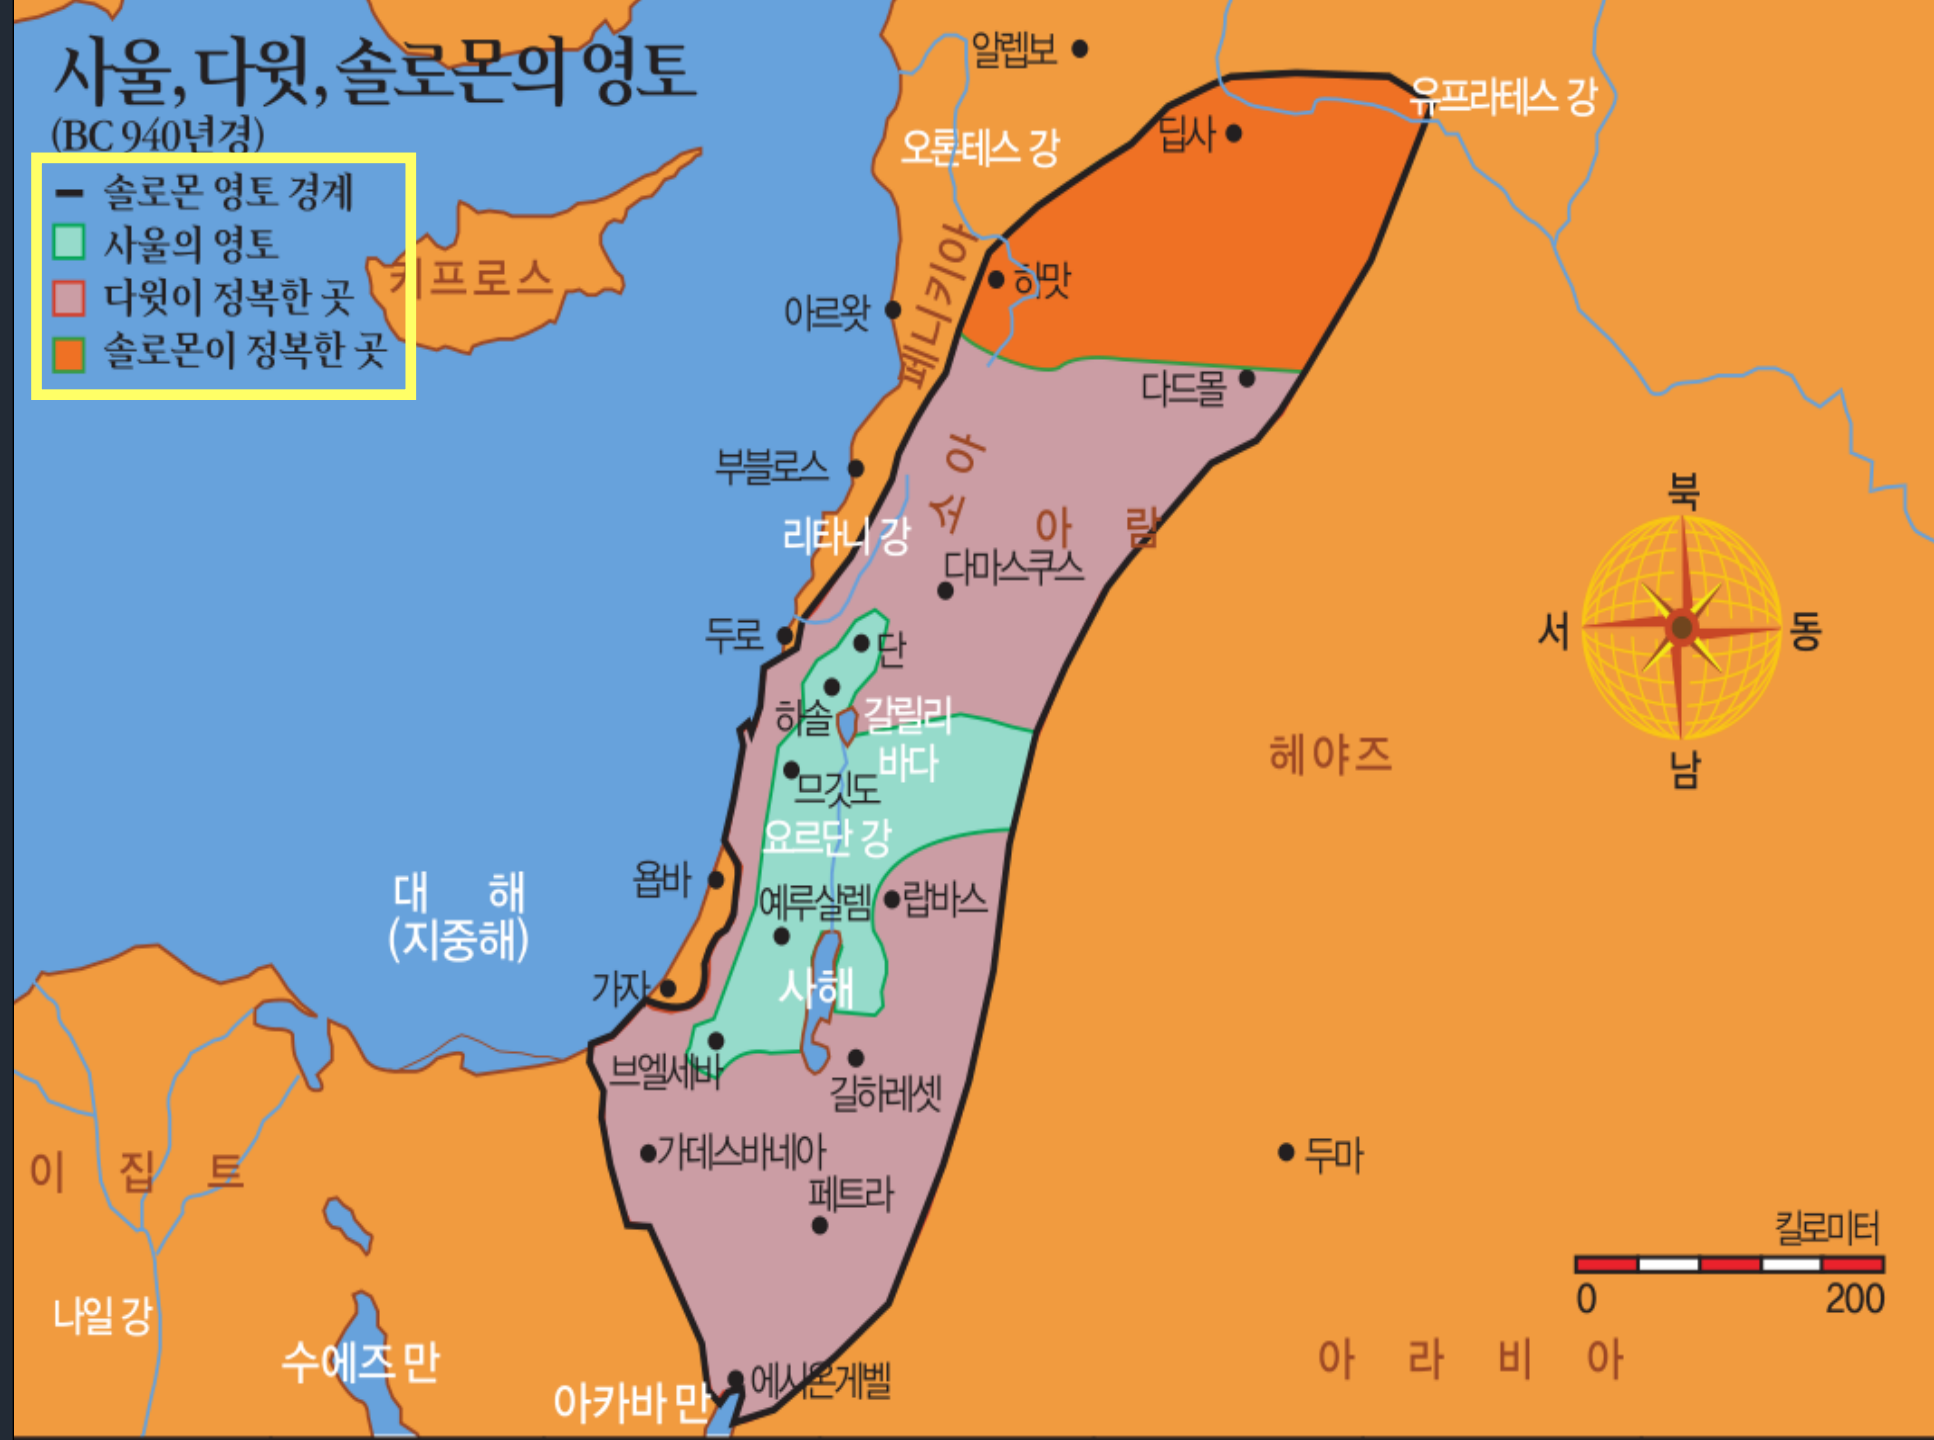 사울, 다윗, 솔로몬의 영토
(BC 940년경)
솔로몬 영토 경계
사울의 영토
다윗이 정복한 곳
솔로몬이 정복한 곳
키프로스
알렙보
유프라테스 강
오론테스 강
딥사
페니키아
하맛
아르왓
다드몰
부블로스
소아
아 람
리타니 강
다마스쿠스
두로
단
하솔
갈릴리
바다
므깃도
요르단 강
욥바
예루살렘
랍바스
대 해
(지중해)
가자
사해
브엘세바
길하레셋
가데스바네아
페트라
에시온게벨
아카바 만
수에즈 만
나일 강
이 집 트
북
서
동
남
헤야즈
두마
킬로미터
0 200
아 라 비 아